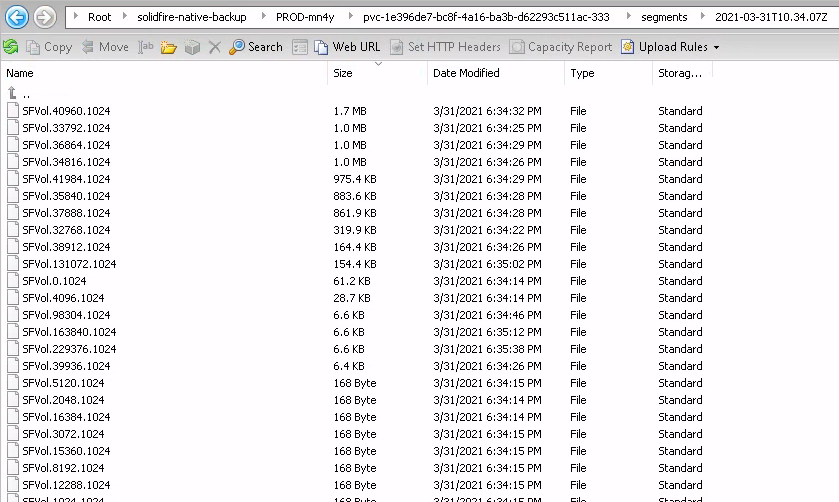 Root solidfire-native-backup PROD-mn4y pvc-1e396de7-bc8f-4a16-ba3b-d62293c511ac-333 segments 2021-03-31T10.34.07Z
Copy Move Search Web URL Set HTTP Headers Capacity Report Upload Rules
Name Size Date Modified Type Storag...
..
SFVol.40960.1024 1.7 MB 3/31/2021 6:34:32 PM File Standard
SFVol.33792.1024 1.0 MB 3/31/2021 6:34:25 PM File Standard
SFVol.36864.1024 1.0 MB 3/31/2021 6:34:29 PM File Standard
SFVol.34816.1024 1.0 MB 3/31/2021 6:34:26 PM File Standard
SFVol.41984.1024 975.4 KB 3/31/2021 6:34:29 PM File Standard
SFVol.35840.1024 883.6 KB 3/31/2021 6:34:28 PM File Standard
SFVol.37888.1024 861.9 KB 3/31/2021 6:34:28 PM File Standard
SFVol.32768.1024 319.9 KB 3/31/2021 6:34:22 PM File Standard
SFVol.38912.1024 164.4 KB 3/31/2021 6:34:26 PM File Standard
SFVol.131072.1024 154.4 KB 3/31/2021 6:35:02 PM File Standard
SFVol.0.1024 61.2 KB 3/31/2021 6:34:14 PM File Standard
SFVol.4096.1024 28.7 KB 3/31/2021 6:34:14 PM File Standard
SFVol.98304.1024 6.6 KB 3/31/2021 6:34:46 PM File Standard
SFVol.163840.1024 6.6 KB 3/31/2021 6:35:12 PM File Standard
SFVol.229376.1024 6.6 KB 3/31/2021 6:35:38 PM File Standard
SFVol.39936.1024 6.4 KB 3/31/2021 6:34:26 PM File Standard
SFVol.5120.1024 168 Byte 3/31/2021 6:34:15 PM File Standard
SFVol.2048.1024 168 Byte 3/31/2021 6:34:14 PM File Standard
SFVol.16384.1024 168 Byte 3/31/2021 6:34:14 PM File Standard
SFVol.3072.1024 168 Byte 3/31/2021 6:34:15 PM File Standard
SFVol.15360.1024 168 Byte 3/31/2021 6:34:15 PM File Standard
SFVol.8192.1024 168 Byte 3/31/2021 6:34:15 PM File Standard
SFVol.12288.1024 168 Byte 3/31/2021 6:34:15 PM File Standard